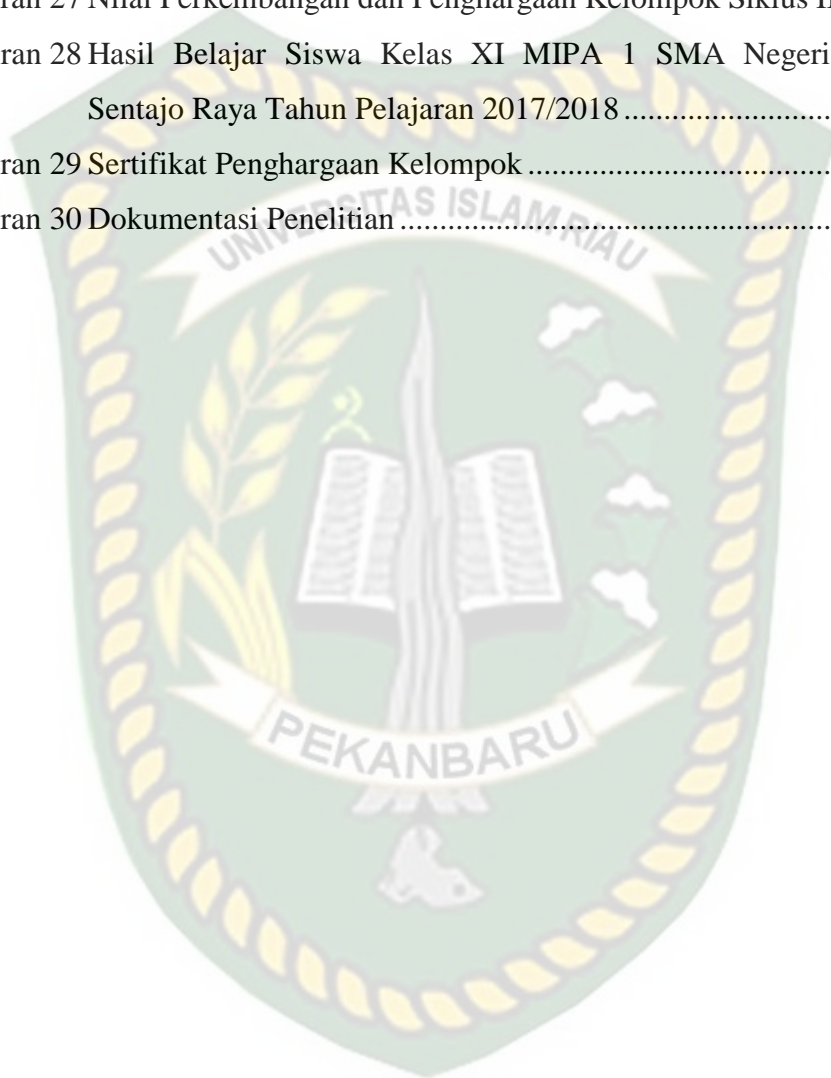 ran 27 Nilai Perkembangan dan Penghargaan Kelompok Siklus II
ran 28 Hasil Belajar Siswa Kelas XI MIPA 1 SMA Negeri
Sentajo Raya Tahun Pelajaran 2017/2018 ..........................
ran 29 Sertifikat Penghargaan Kelompok ......................................
ran 30 Dokumentasi Penelitian ......................................................
UNIVERSITAS ISLAM RIAU
PEKANBARU